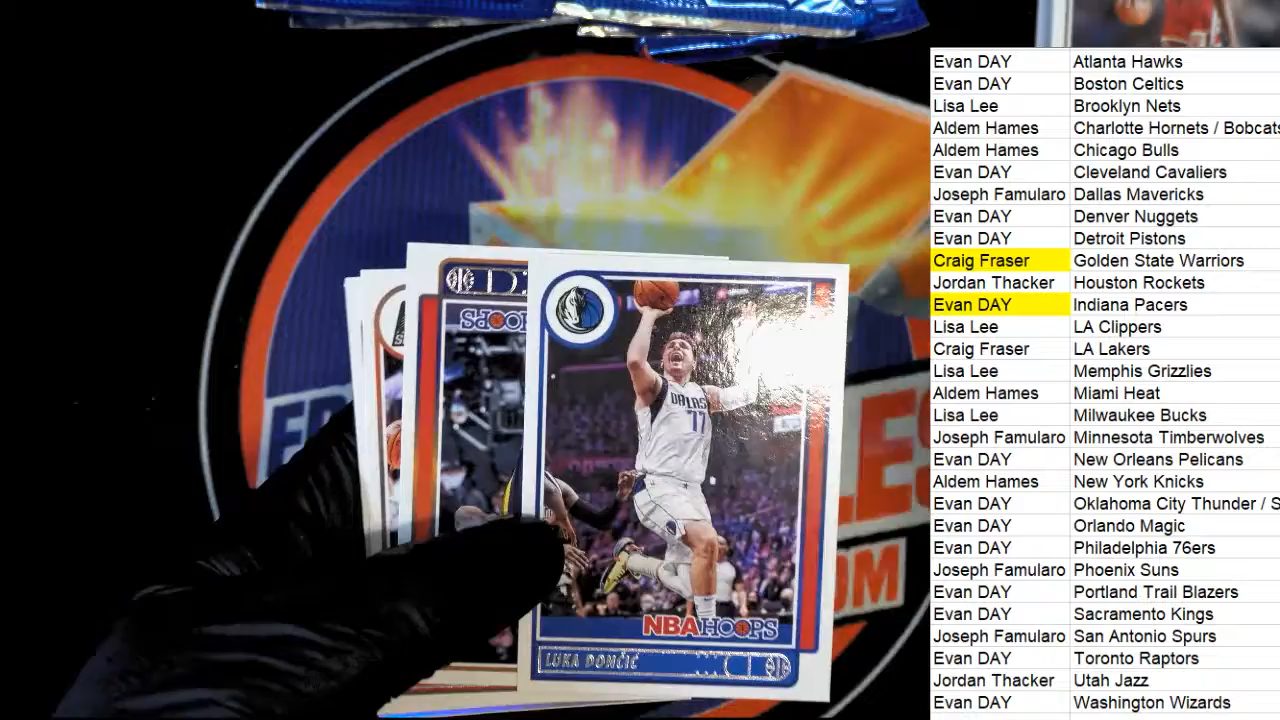 Evan DAY Atlanta Hawks
Evan DAY Boston Celtics
Lisa Lee Brooklyn Nets
Aldem Hames Charlotte Hornets / Bobcats
Aldem Hames Chicago Bulls
Evan DAY Cleveland Cavaliers
Joseph Famularo Dallas Mavericks
Evan DAY Denver Nuggets
Evan DAY Detroit Pistons
Craig Fraser Golden State Warriors
Jordan Thacker Houston Rockets
Evan DAY Indiana Pacers
Lisa Lee LA Clippers
Craig Fraser LA Lakers
Lisa Lee Memphis Grizzlies
Aldem Hames Miami Heat
Lisa Lee Milwaukee Bucks
Joseph Famularo Minnesota Timberwolves
Evan DAY New Orleans Pelicans
Aldem Hames New York Knicks
Evan DAY Oklahoma City Thunder / S
Evan DAY Orlando Magic
Evan DAY Philadelphia 76ers
Joseph Famularo Phoenix Suns
Evan DAY Portland Trail Blazers
Evan DAY Sacramento Kings
Joseph Famularo San Antonio Spurs
Evan DAY Toronto Raptors
Jordan Thacker Utah Jazz
Evan DAY Washington Wizards
DALLAS
77
NBA HOOPS
LUKA DONČIĆ